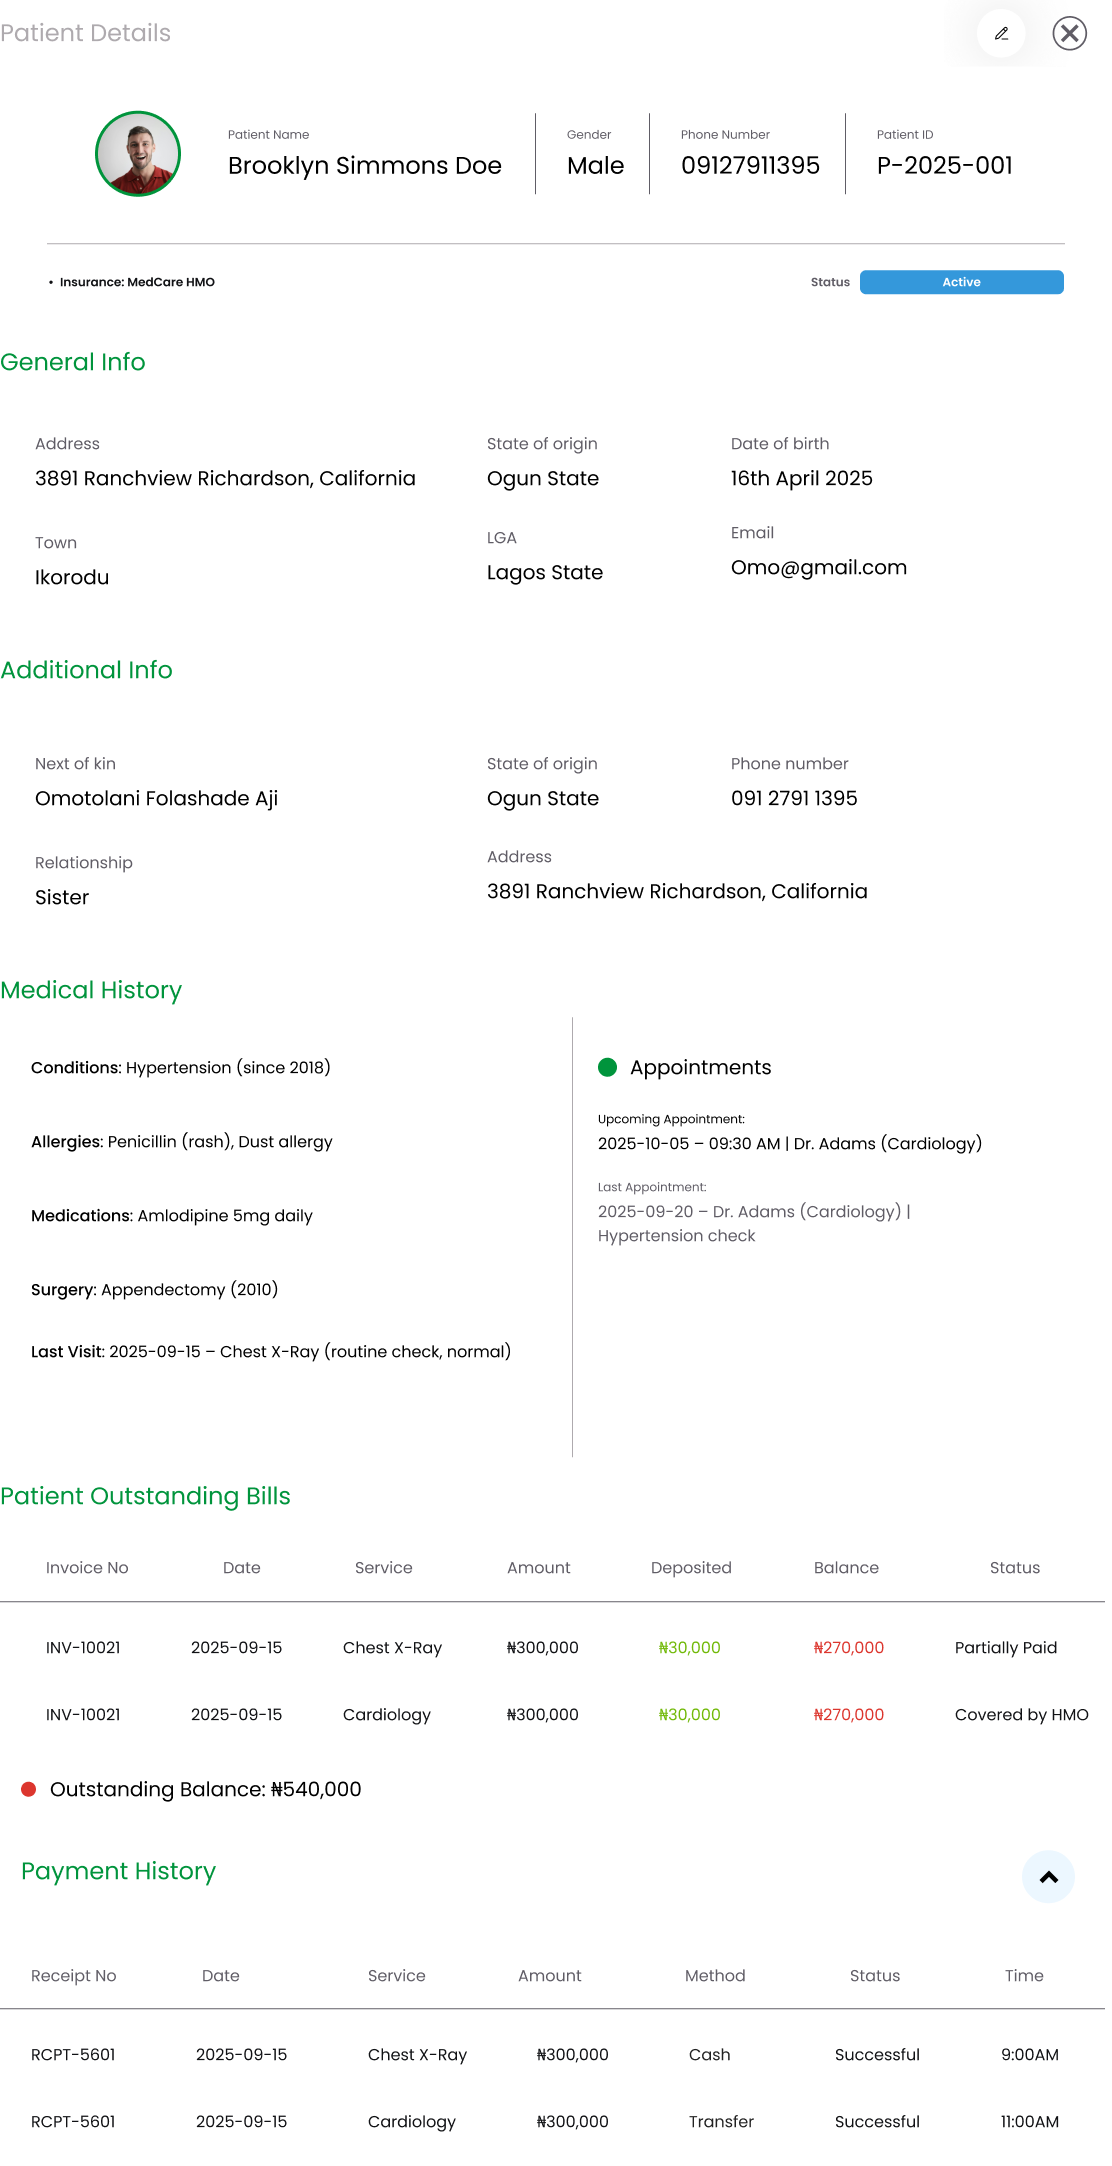 Patient Details
Patient Name
Brooklyn Simmons Doe
Gender
Male
Phone Number
09127911395
Patient ID
P-2025-001
• Insurance: MedCare HMO
Status
Active
General Info
Address
3891 Ranchview Richardson, California
State of origin
Ogun State
Date of birth
16th April 2025
Town
Ikorodu
LGA
Lagos State
Email
Omo@gmail.com
Additional Info
Next of kin
Omotolani Folashade Aji
State of origin
Ogun State
Phone number
091 2791 1395
Relationship
Sister
Address
3891 Ranchview Richardson, California
Medical History
Conditions: Hypertension (since 2018)
Allergies: Penicillin (rash), Dust allergy
Medications: Amlodipine 5mg daily
Surgery: Appendectomy (2010)
Last Visit: 2025-09-15 – Chest X-Ray (routine check, normal)
Appointments
Upcoming Appointment:
2025-10-05 – 09:30 AM | Dr. Adams (Cardiology)
Last Appointment:
2025-09-20 – Dr. Adams (Cardiology) |
Hypertension check
Patient Outstanding Bills
Invoice No Date Service Amount Deposited Balance Status
INV-10021 2025-09-15 Chest X-Ray ₦300,000 ₦30,000 ₦270,000 Partially Paid
INV-10021 2025-09-15 Cardiology ₦300,000 ₦30,000 ₦270,000 Covered by HMO
Outstanding Balance: ₦540,000
Payment History
Receipt No Date Service Amount Method Status Time
RCPT-5601 2025-09-15 Chest X-Ray ₦300,000 Cash Successful 9:00AM
RCPT-5601 2025-09-15 Cardiology ₦300,000 Transfer Successful 11:00AM